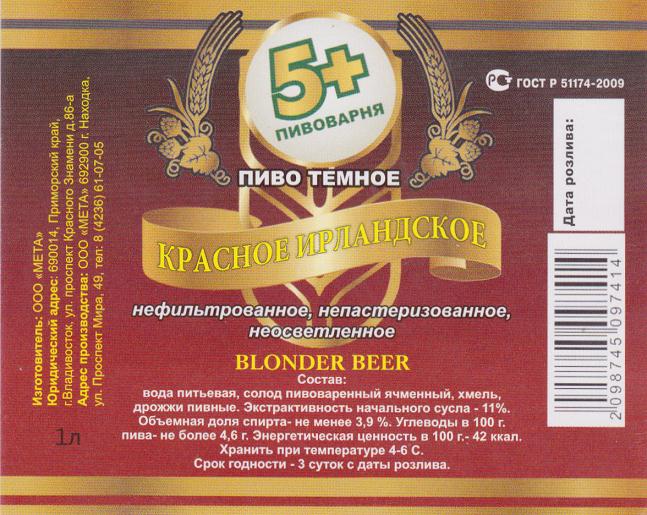 5+
ПИВОВАРНЯ
РСТ ГОСТ Р 51174-2009
Дата розлива:
ПИВО ТЕМНОЕ
КРАСНОЕ ИРЛАНДСКОЕ
нефильтрованное, непастеризованное,
неосветленное
BLONDER BEER
Состав:
вода питьевая, солод пивоваренный ячменный, хмель,
дрожжи пивные. Экстрактивность начального сусла - 11%.
Объемная доля спирта- не менее 3,9 %. Углеводы в 100 г.
пива- не более 4,6 г. Энергетическая ценность в 100 г.- 42 ккал.
Хранить при температуре 4-6 С.
Срок годности - 3 суток с даты розлива.
Изготовитель: ООО «МЕТА»
Юридический адрес: 690014, Приморский край,
г.Владивосток, ул. проспект Красного Знамени д.86-а
Адрес производства: ООО «МЕТА» 692900 г. Находка,
ул. Проспект Мира, 49, тел: 8 (4236) 61-07-05
1л
2098745097414